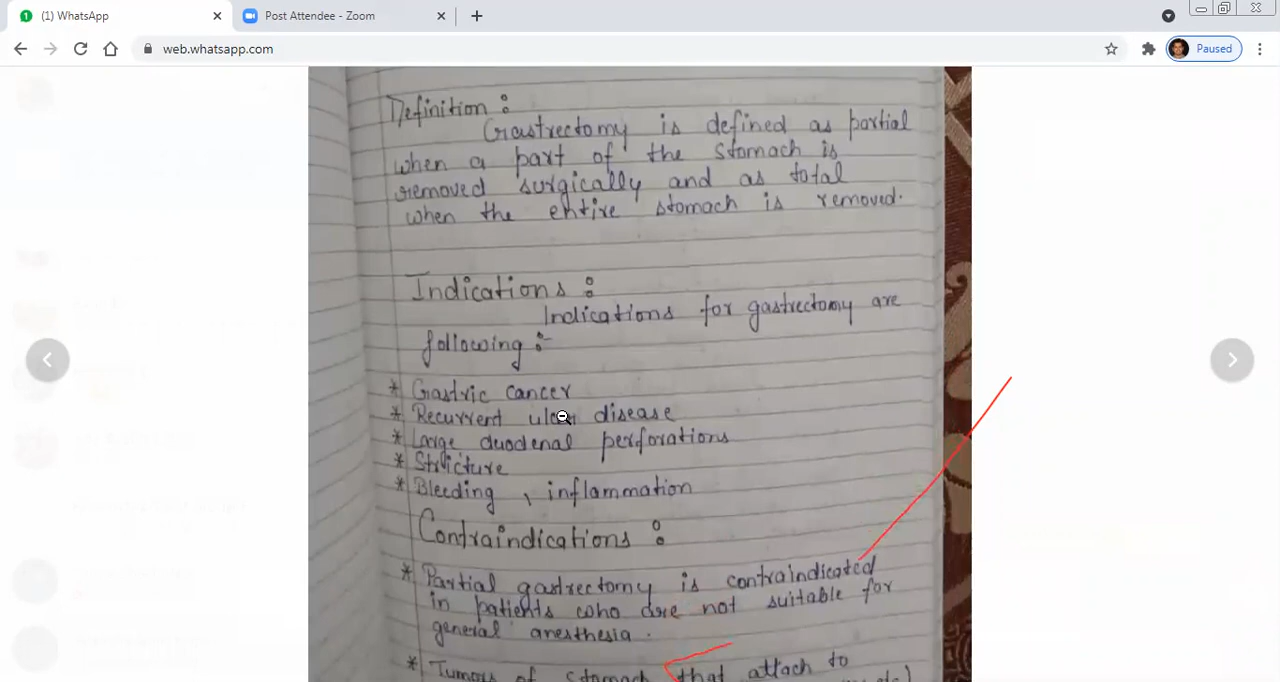 (1) WhatsApp
Post Attendee - Zoom
web.whatsapp.com
Paused
Definition :
Gastrectomy is defined as partial
when a part of the stomach is
removed surgically and as total
when the entire stomach is removed.
Indications :
Indications for gastrectomy are
following :-
* Gastric cancer
* Recurrent ulcer disease
* Large duodenal perforations
* Stricture
* Bleeding, inflammation
Contraindications :
* Partial gastrectomy is contraindicated
in patients who are not suitable for
general anesthesia.
* Tumors of stomach that attach to